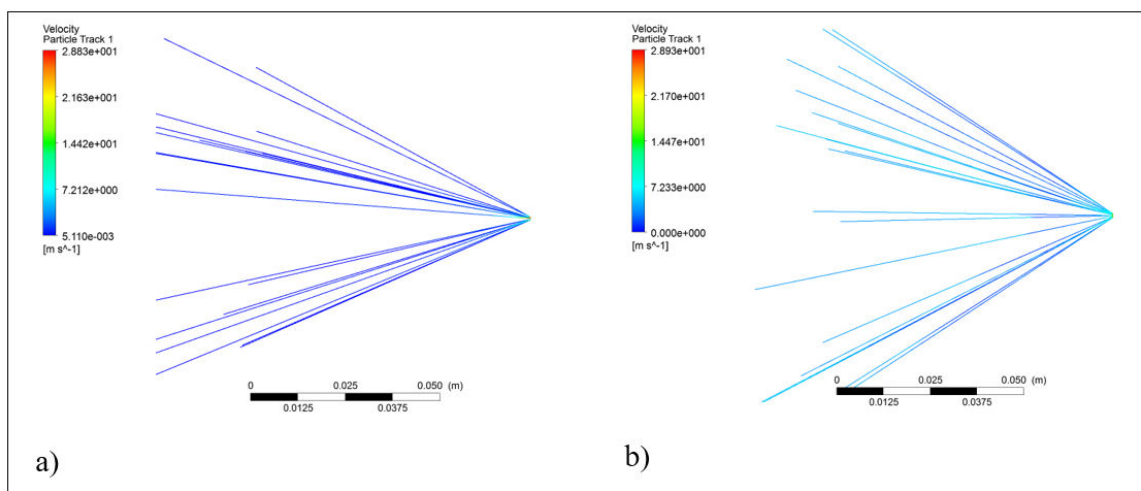 Velocity
Particle Track 1
2.883e+001
2.163e+001
1.442e+001
7.212e+000
5.110e-003
[m s^-1]
0 0.025 0.050 (m)
0.0125 0.0375
a)
Velocity
Particle Track 1
2.893e+001
2.170e+001
1.447e+001
7.233e+000
0.000e+000
[m s^-1]
0 0.025 0.050 (m)
0.0125 0.0375
b)